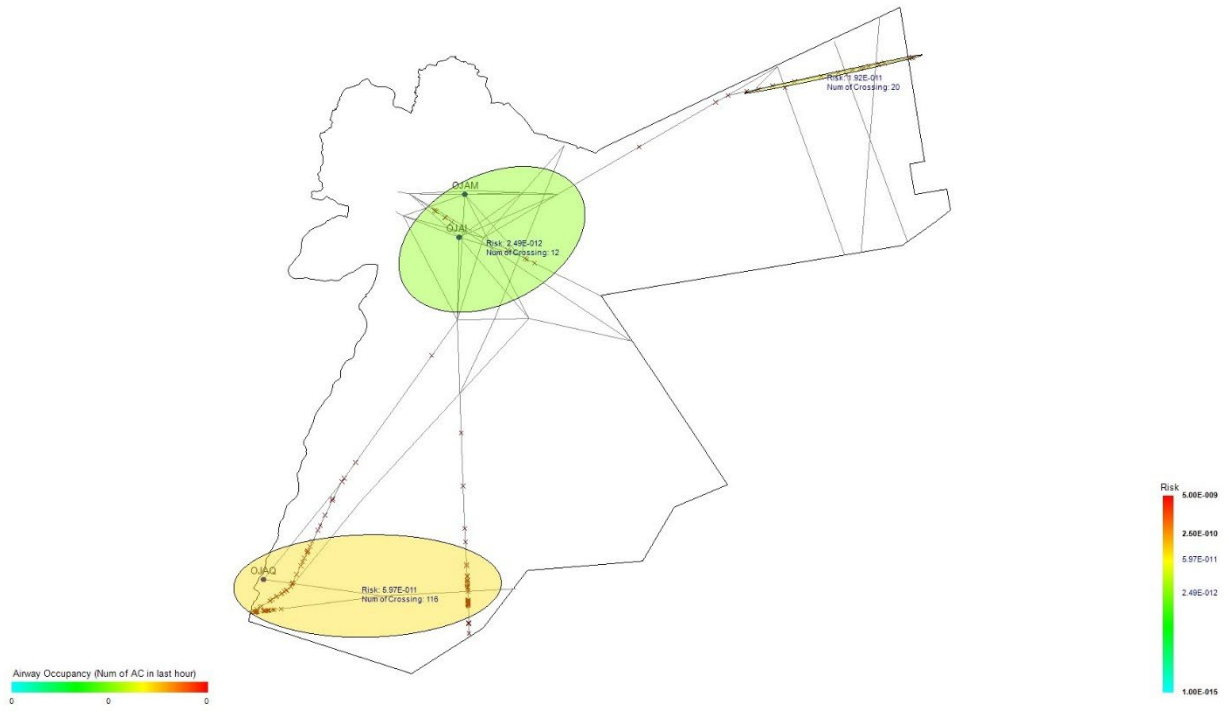 Risk: 1.92E-011
Num of Crossing: 20
OJAM
OJAI
Risk: 2.49E-012
Num of Crossing: 12
OJAQ
Risk: 5.97E-011
Num of Crossing: 116
Risk
5.00E-009
2.50E-010
5.97E-011
2.49E-012
1.00E-015
Airway Occupancy (Num of AC in last hour)
0 0 0